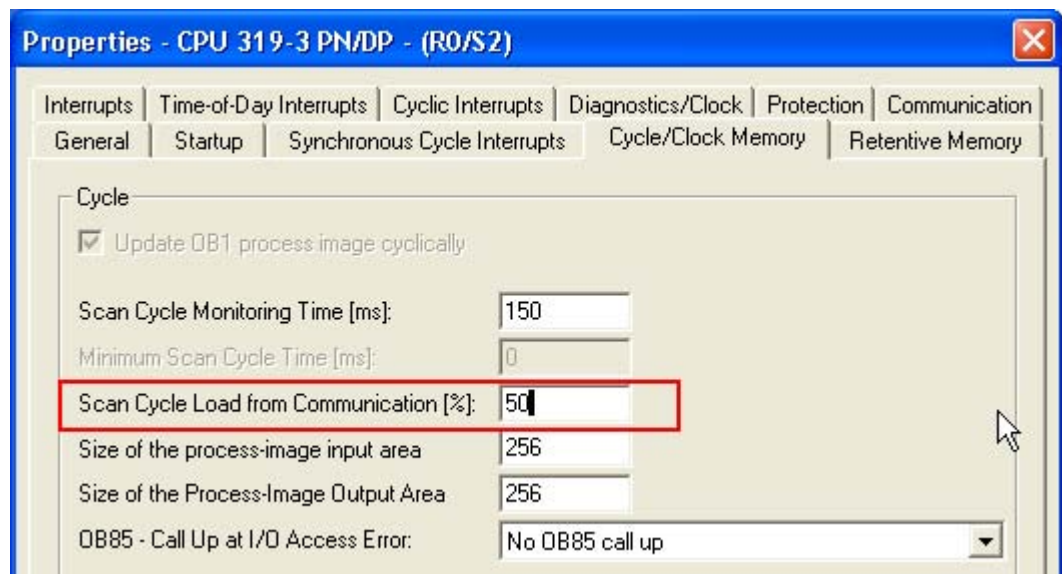 Properties - CPU 319-3 PN/DP - (R0/S2)
Interrupts Time-of-Day Interrupts Cyclic Interrupts Diagnostics/Clock Protection Communication
General Startup Synchronous Cycle Interrupts Cycle/Clock Memory Retentive Memory
Cycle
Update OB1 process image cyclically
Scan Cycle Monitoring Time [ms]: 150
Minimum Scan Cycle Time [ms]: 0
Scan Cycle Load from Communication [%]: 50
Size of the process-image input area 256
Size of the Process-Image Output Area 256
OB85 - Call Up at I/O Access Error: No OB85 call up